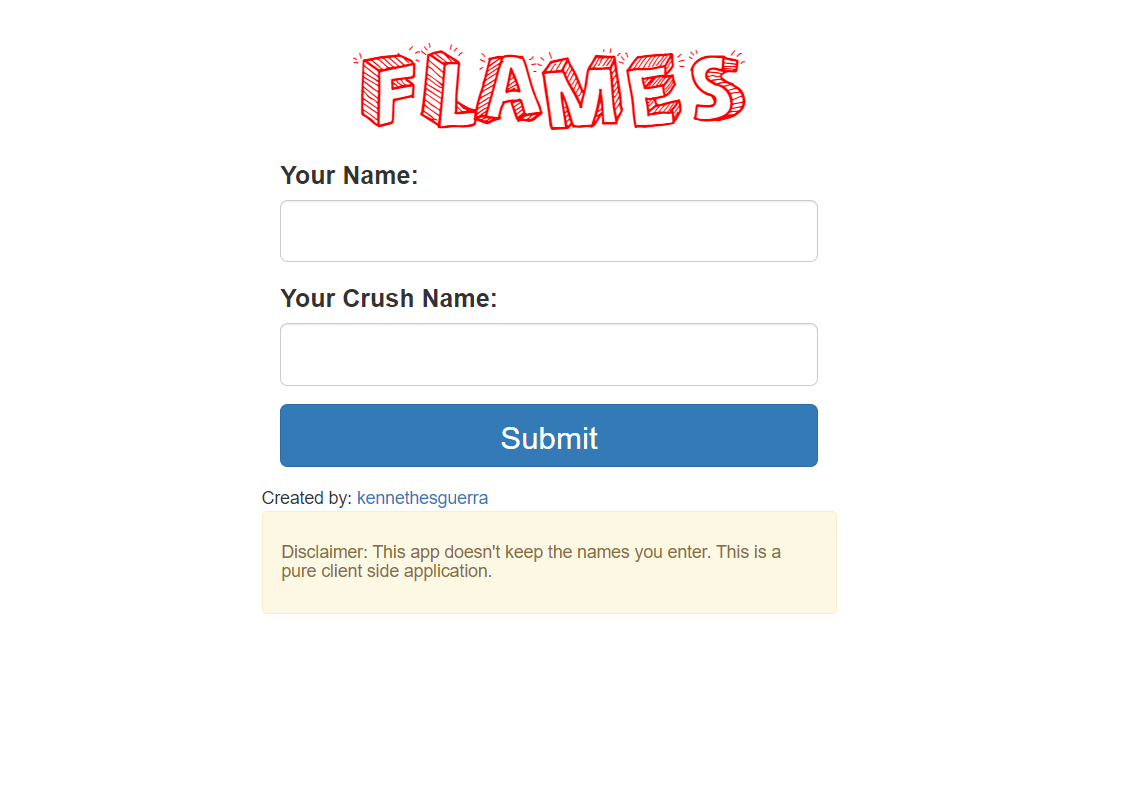 FLAMES
Your Name:
Your Crush Name:
Submit
Created by: kennethesguerra
Disclaimer: This app doesn't keep the names you enter. This is a
pure client side application.